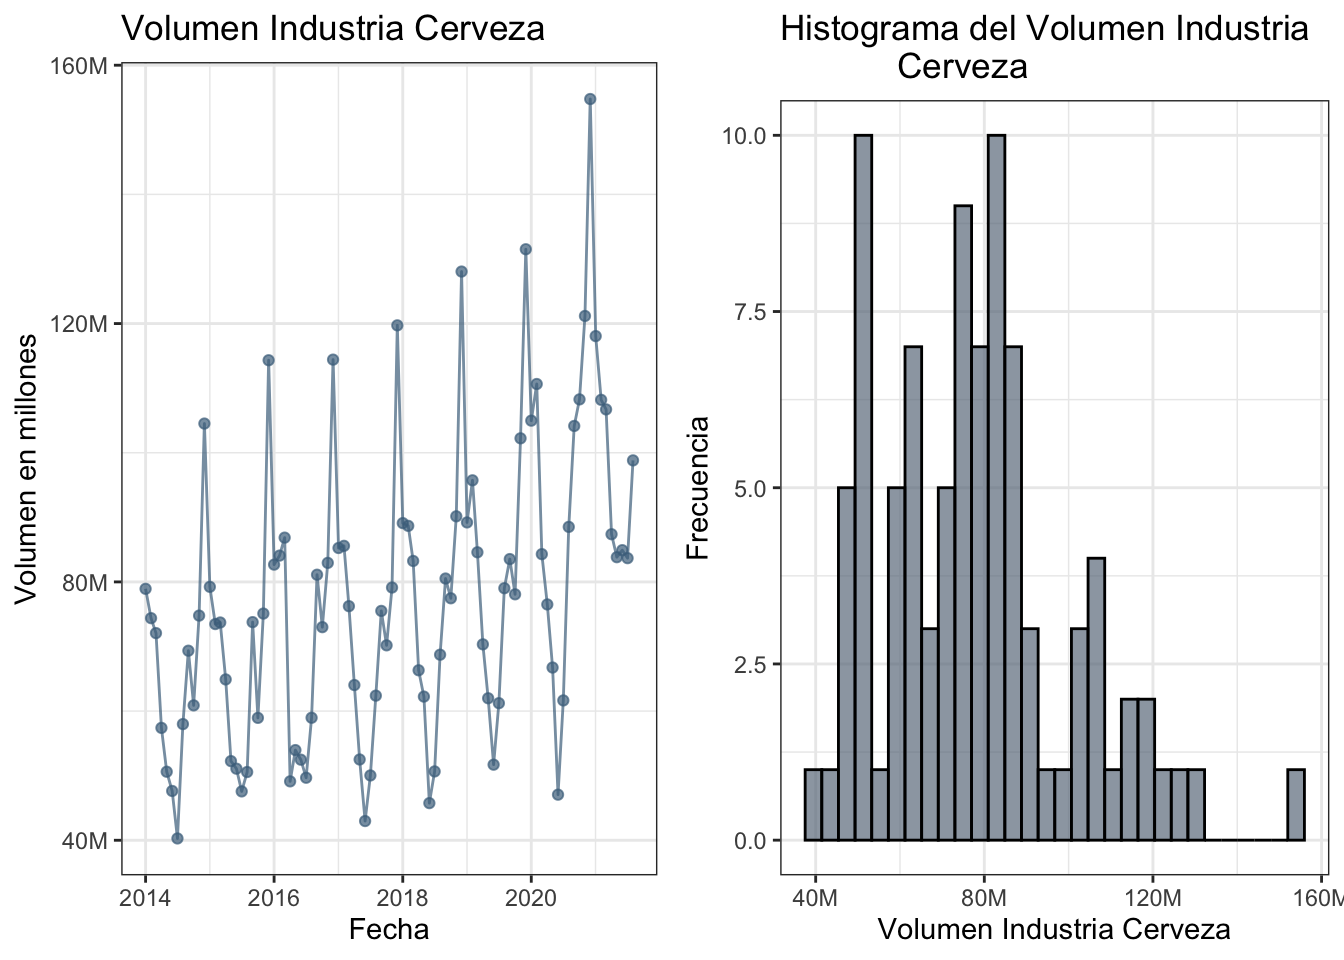 Volumen Industria Cerveza
160M
120M
80M
40M
Volumen en millones
2014 2016 2018 2020
Fecha
Histograma del Volumen Industria
Cerveza
10.0
7.5
5.0
2.5
0.0
Frecuencia
40M 80M 120M 160M
Volumen Industria Cerveza